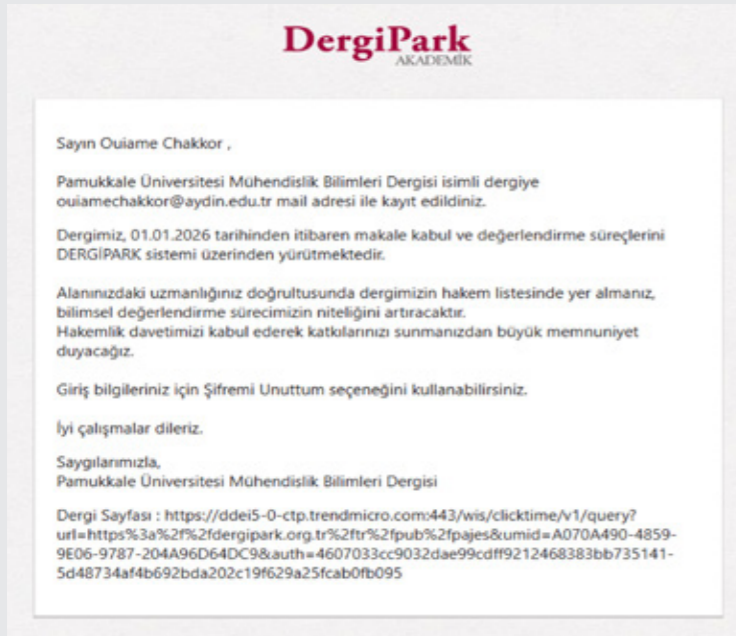 DergiPark
AKADEMİK
Sayın Ouiame Chakkor ,
Pamukkale Üniversitesi Mühendislik Bilimleri Dergisi isimli dergiye
ouiamechakkor@aydin.edu.tr mail adresi ile kayıt edildiniz.
Dergimiz, 01.01.2026 tarihinden itibaren makale kabul ve değerlendirme süreçlerini
DERGİPARK sistemi üzerinden yürütmektedir.
Alanınızdaki uzmanlığınız doğrultusunda dergimizin hakem listesinde yer almanız,
bilimsel değerlendirme sürecimizin niteliğini artıracaktır.
Hakemlik davetimizi kabul ederek katkılarınızı sunmanızdan büyük memnuniyet
duyacağız.
Giriş bilgileriniz için Şifremi Unuttum seçeneğini kullanabilirsiniz.
İyi çalışmalar dileriz.
Saygılarımızla,
Pamukkale Üniversitesi Mühendislik Bilimleri Dergisi
Dergi Sayfası : https://ddei5-0-ctp.trendmicro.com:443/wis/clicktime/v1/query?
url=https%3a%2f%2fdergipark.org.tr%2ftr%2fpub%2fpajes&umid=A070A490-4859-
9E06-9787-204A96D64DC9&auth=4607033cc9032dae99cdff9212468383bb735141-
5d48734af4b692bda202c19f629a25fcab0fb095